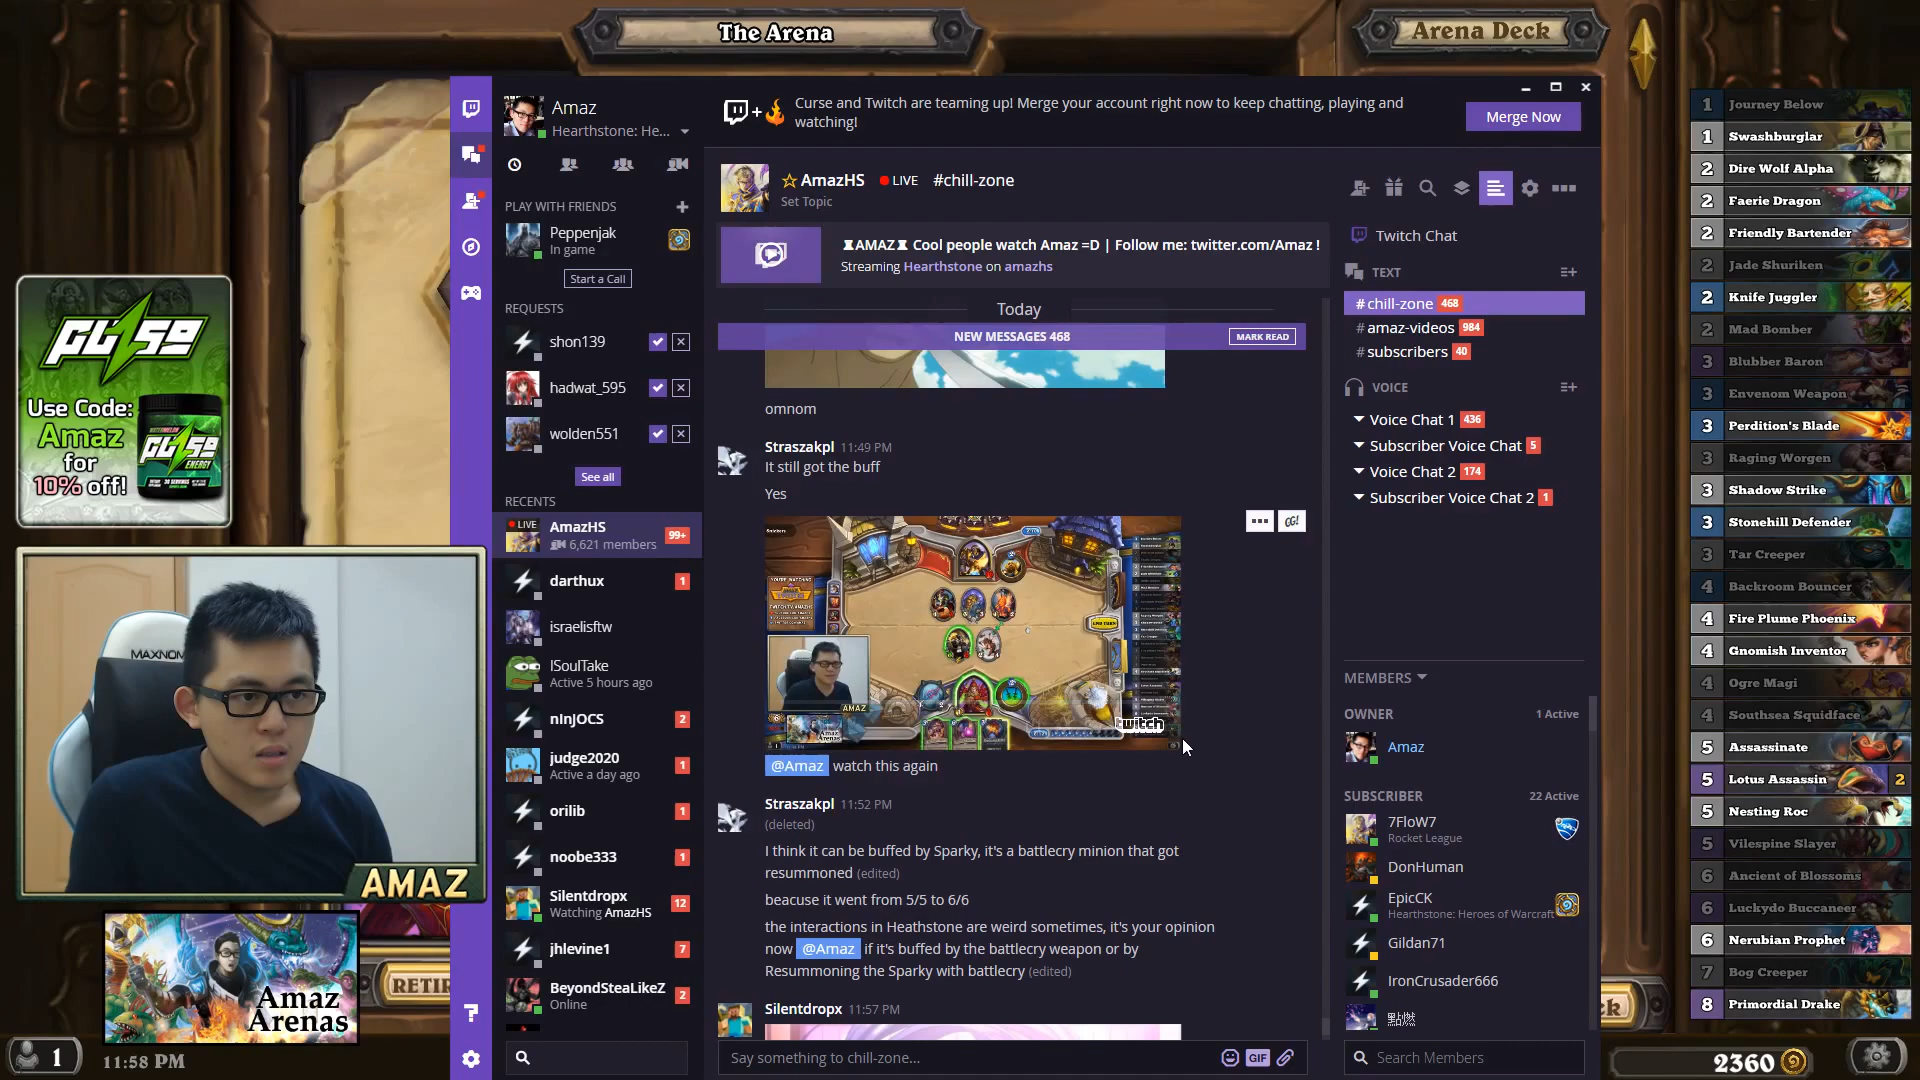 The Arena
Arena Deck
Amaz
Hearthstone: He...
Curse and Twitch are teaming up! Merge your account right now to keep chatting, playing and
watching!
Merge Now
PLAY WITH FRIENDS
Peppenjak
In game
Start a Call
REQUESTS
shon139
hadwat_595
wolden551
See all
RECENTS
LIVE
AmazHS
6,621 members
99+
darthux
1
israelisftw
ISoulTake
Active 5 hours ago
nInJOCS
2
judge2020
Active a day ago
1
orilib
1
noobe333
1
Silentdropx
Watching AmazHS
12
jhlevine1
7
BeyondSteaLikeZ
Online
2
AmazHS
LIVE
#chill-zone
Set Topic
♜AMAZ♜ Cool people watch Amaz =D | Follow me: twitter.com/Amaz !
Streaming Hearthstone on amazhs
Today
NEW MESSAGES 468
MARK READ
omnom
Straszakpl 11:49 PM
It still got the buff
Yes
GG!
END TURN
AMAZ
Amaz
Arenas
twitch
@Amaz watch this again
Straszakpl 11:52 PM
(deleted)
I think it can be buffed by Sparky, it's a battlecry minion that got
resummoned (edited)
beacuse it went from 5/5 to 6/6
the interactions in Heathstone are weird sometimes, it's your opinion
now @Amaz if it's buffed by the battlecry weapon or by
Resummoning the Sparky with battlecry (edited)
Silentdropx 11:57 PM
Say something to chill-zone...
GIF
Twitch Chat
TEXT
#chill-zone 468
#amaz-videos 984
#subscribers 40
VOICE
Voice Chat 1 436
Subscriber Voice Chat 5
Voice Chat 2 174
Subscriber Voice Chat 2 1
MEMBERS
OWNER
1 Active
Amaz
SUBSCRIBER
22 Active
7FloW7
Rocket League
DonHuman
EpicCK
Hearthstone: Heroes of Warcraft
Gildan71
IronCrusader666
點燃
Search Members
1 Journey Below
1 Swashburglar
2 Dire Wolf Alpha
2 Faerie Dragon
2 Friendly Bartender
2 Jade Shuriken
2 Knife Juggler
2 Mad Bomber
3 Blubber Baron
3 Envenom Weapon
3 Perdition's Blade
3 Raging Worgen
3 Shadow Strike
3 Stonehill Defender
3 Tar Creeper
4 Backroom Bouncer
4 Fire Plume Phoenix
4 Gnomish Inventor
4 Ogre Magi
4 Southsea Squidface
5 Assassinate
5 Lotus Assassin 2
5 Nesting Roc
5 Vilespine Slayer
6 Ancient of Blossoms
6 Luckydo Buccaneer
6 Nerubian Prophet
7 Bog Creeper
8 Primordial Drake
2360
GLISE
Use Code:
Amaz
for
10% off!
ENERGY
MAXNOM
AMAZ
Amaz
Arenas
RETIR
ck
1
11:58 PM